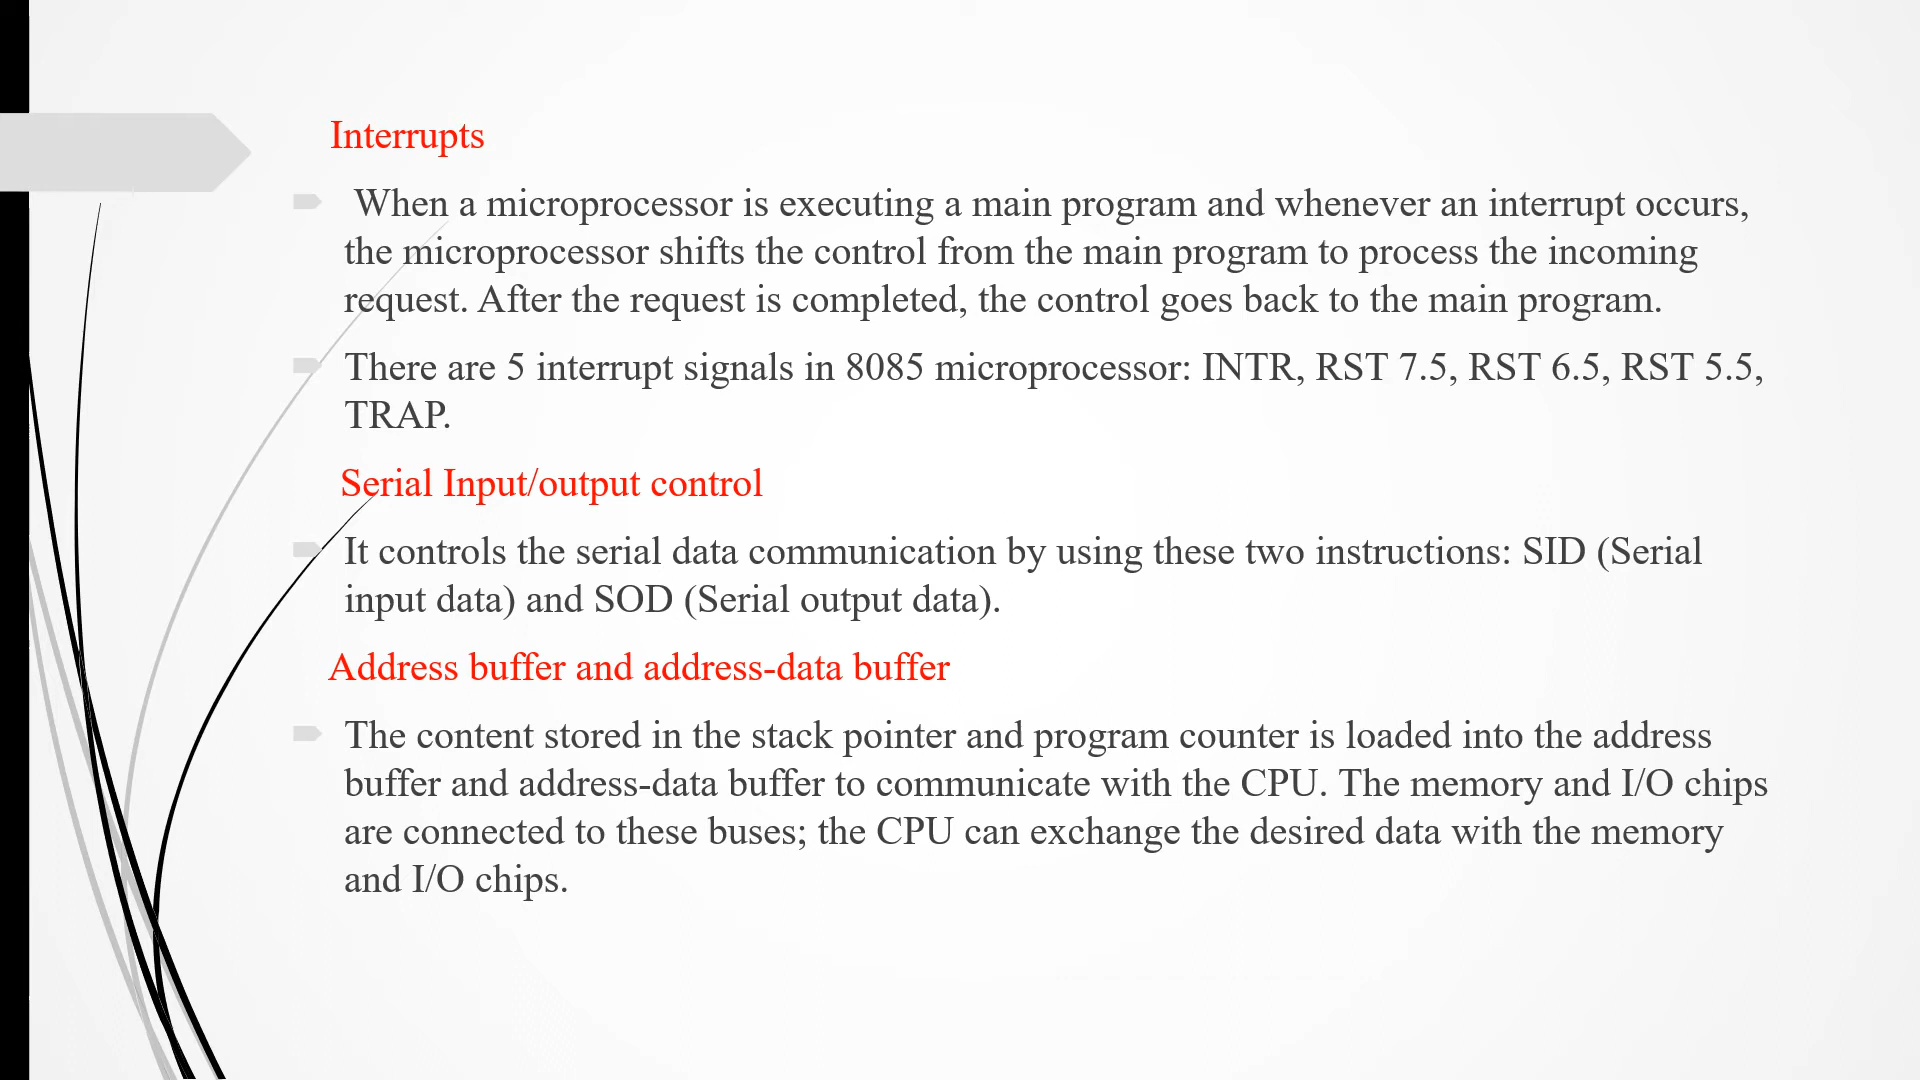 Interrupts
When a microprocessor is executing a main program and whenever an interrupt occurs,
the microprocessor shifts the control from the main program to process the incoming
request. After the request is completed, the control goes back to the main program.
There are 5 interrupt signals in 8085 microprocessor: INTR, RST 7.5, RST 6.5, RST 5.5,
TRAP.
Serial Input/output control
It controls the serial data communication by using these two instructions: SID (Serial
input data) and SOD (Serial output data).
Address buffer and address-data buffer
The content stored in the stack pointer and program counter is loaded into the address
buffer and address-data buffer to communicate with the CPU. The memory and I/O chips
are connected to these buses; the CPU can exchange the desired data with the memory
and I/O chips.